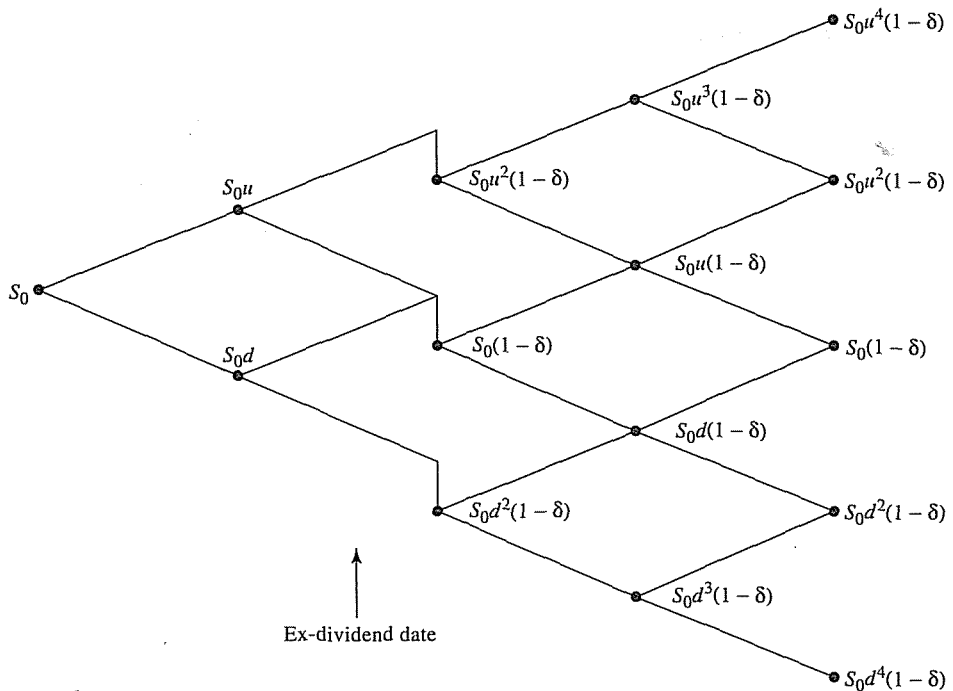 S₀u⁴(1 − δ)
S₀u³(1 − δ)
S₀u²(1 − δ)
S₀u²(1 − δ)
S₀u
S₀u(1 − δ)
S₀
S₀(1 − δ)
S₀(1 − δ)
S₀d
S₀d(1 − δ)
S₀d²(1 − δ)
S₀d²(1 − δ)
S₀d³(1 − δ)
Ex-dividend date
S₀d⁴(1 − δ)